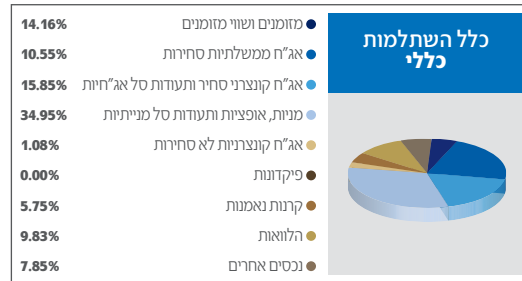 כלל השתלמות
כללי
מזומנים ושווי מזומנים 14.16%
אג"ח ממשלתיות סחירות 10.55%
אג"ח קונצרני סחיר ותעודות סל אג"חיות 15.85%
מניות, אופציות ותעודות סל מנייתיות 34.95%
אג"ח קונצרניות לא סחירות 1.08%
פיקדונות 0.00%
קרנות נאמנות 5.75%
הלוואות 9.83%
נכסים אחרים 7.85%